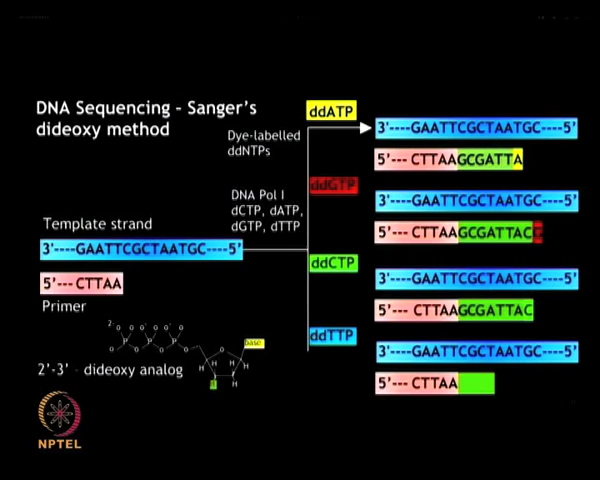 DNA Sequencing - Sanger's
dideoxy method
Dye-labelled
ddNTPs
DNA Pol I
dCTP, dATP,
dGTP, dTTP
Template strand
3'----GAATTCGCTAATGC----5'
5'--- CTTAA
Primer
2'-3' - dideoxy analog
base
NPTEL
ddATP
3'----GAATTCGCTAATGC----5'
5'--- CTTAAGCGATTA
ddGTP
3'----GAATTCGCTAATGC----5'
5'--- CTTAAGCGATTACG
ddCTP
3'----GAATTCGCTAATGC----5'
5'--- CTTAAGCGATTAC
ddTTP
3'----GAATTCGCTAATGC----5'
5'--- CTTAA